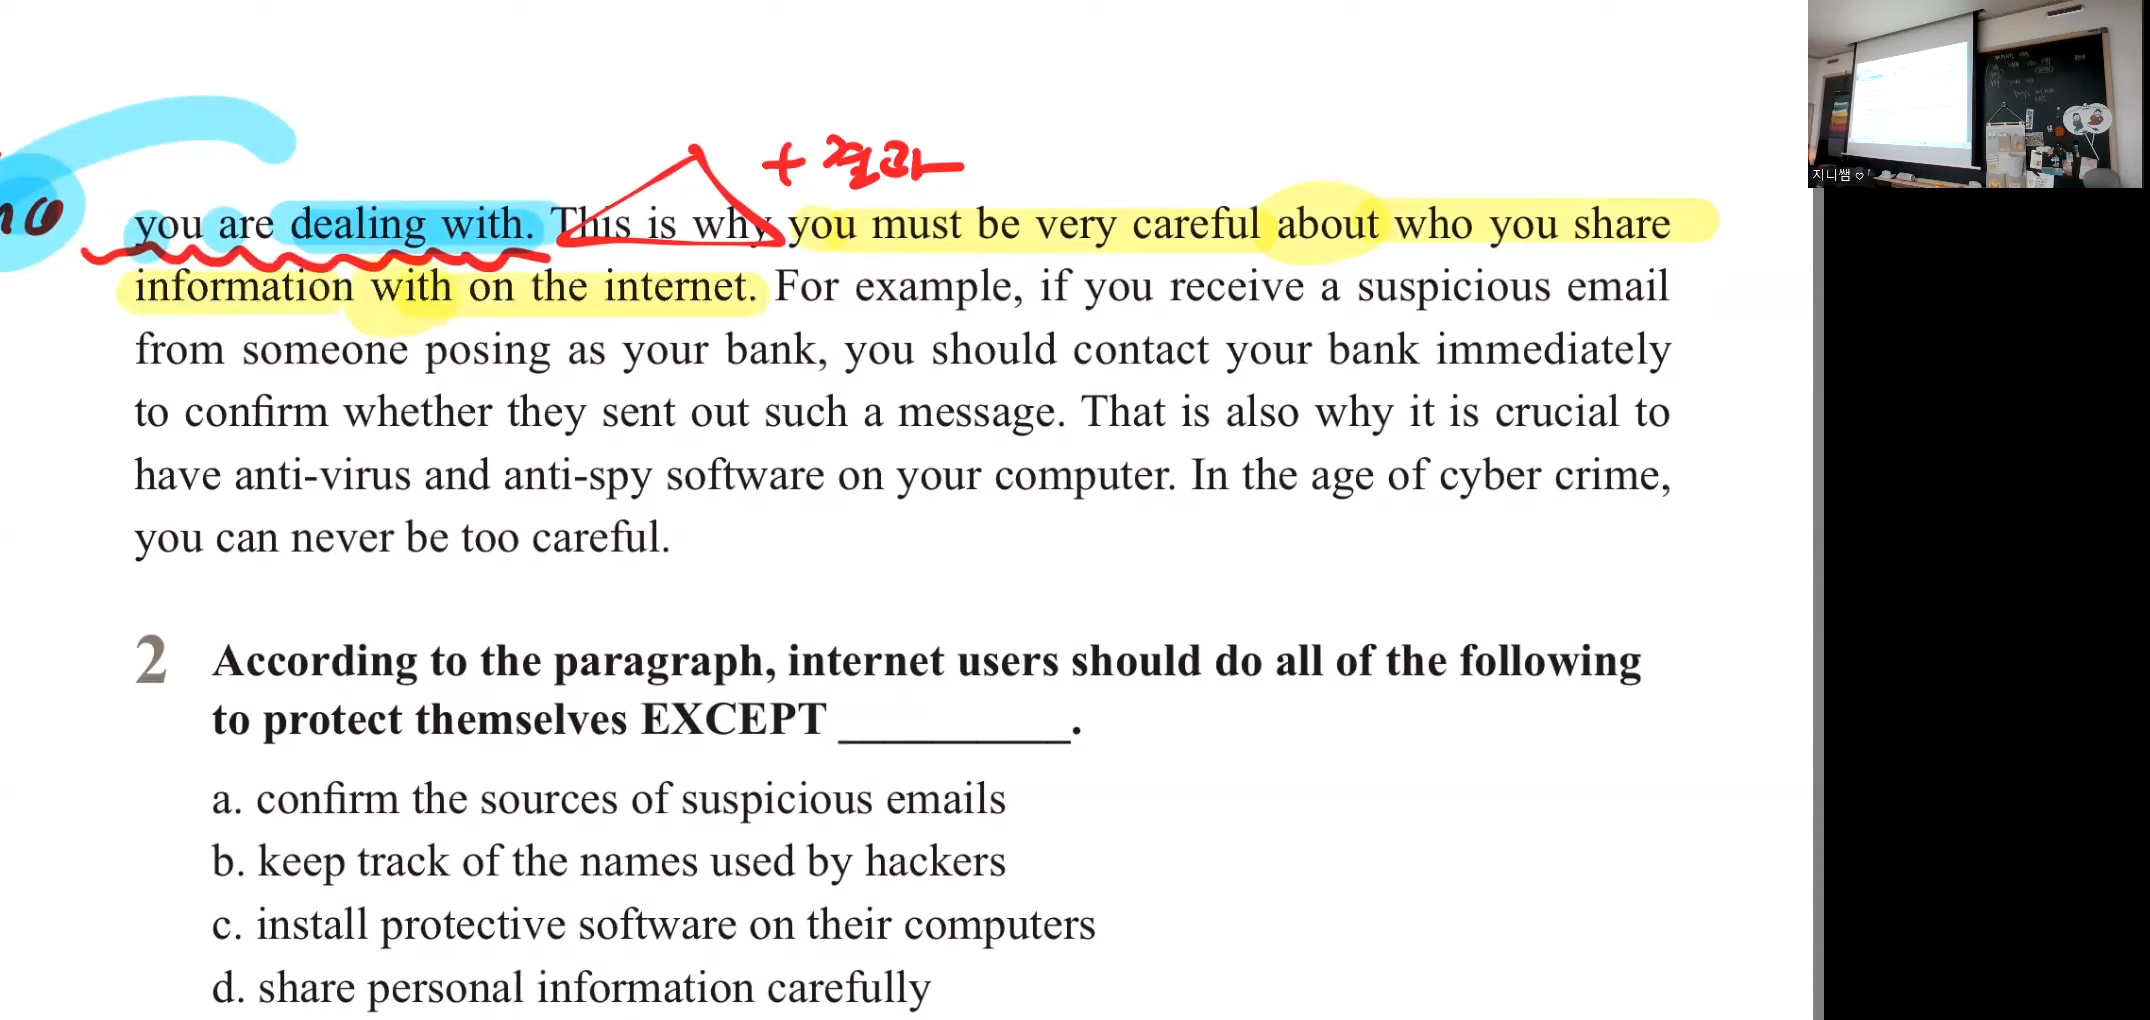 + 결과
you are dealing with. This is why you must be very careful about who you share
information with on the internet. For example, if you receive a suspicious email
from someone posing as your bank, you should contact your bank immediately
to confirm whether they sent out such a message. That is also why it is crucial to
have anti-virus and anti-spy software on your computer. In the age of cyber crime,
you can never be too careful.
2 According to the paragraph, internet users should do all of the following
to protect themselves EXCEPT __________.
a. confirm the sources of suspicious emails
b. keep track of the names used by hackers
c. install protective software on their computers
d. share personal information carefully
지니쌤 ♡